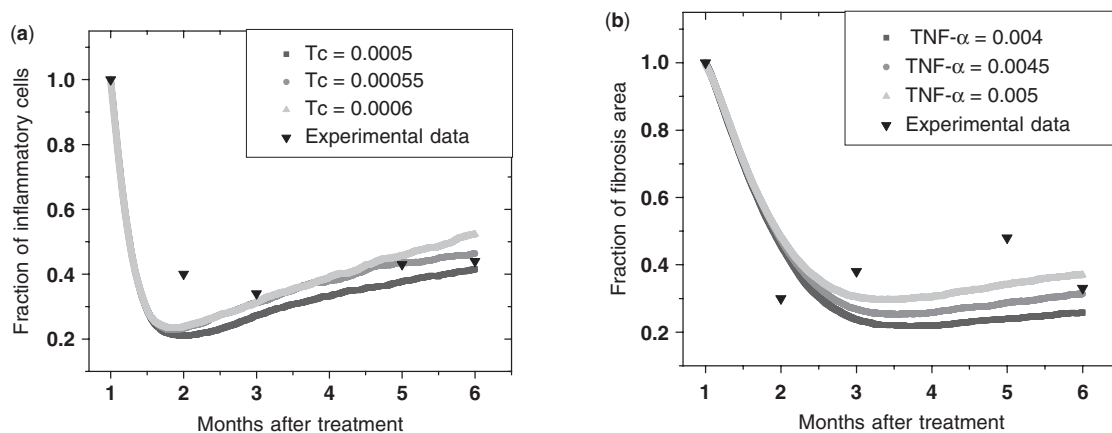 (a)
Tc = 0.0005
Tc = 0.00055
Tc = 0.0006
Experimental data
Fraction of inflammatory cells
1.0
0.8
0.6
0.4
0.2
1 2 3 4 5 6
Months after treatment
(b)
TNF-α = 0.004
TNF-α = 0.0045
TNF-α = 0.005
Experimental data
Fraction of fibrosis area
1.0
0.8
0.6
0.4
0.2
1 2 3 4 5 6
Months after treatment